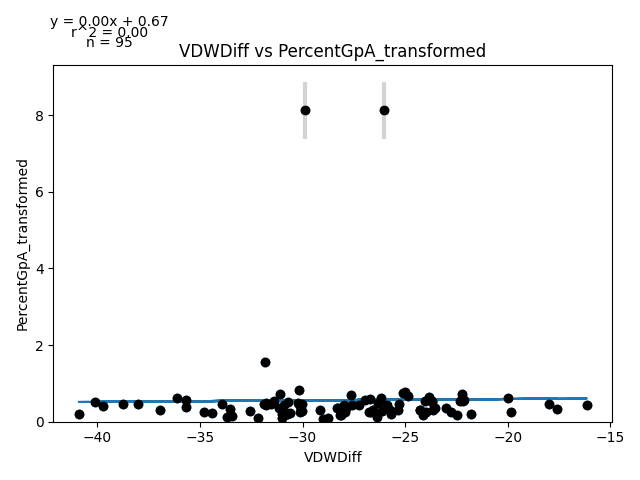 y = 0.00x + 0.67
r^2 = 0.00
n = 95
VDWDiff vs PercentGpA_transformed
PercentGpA_transformed
8
6
4
2
0
−40
−35
−30
−25
−20
−15
VDWDiff